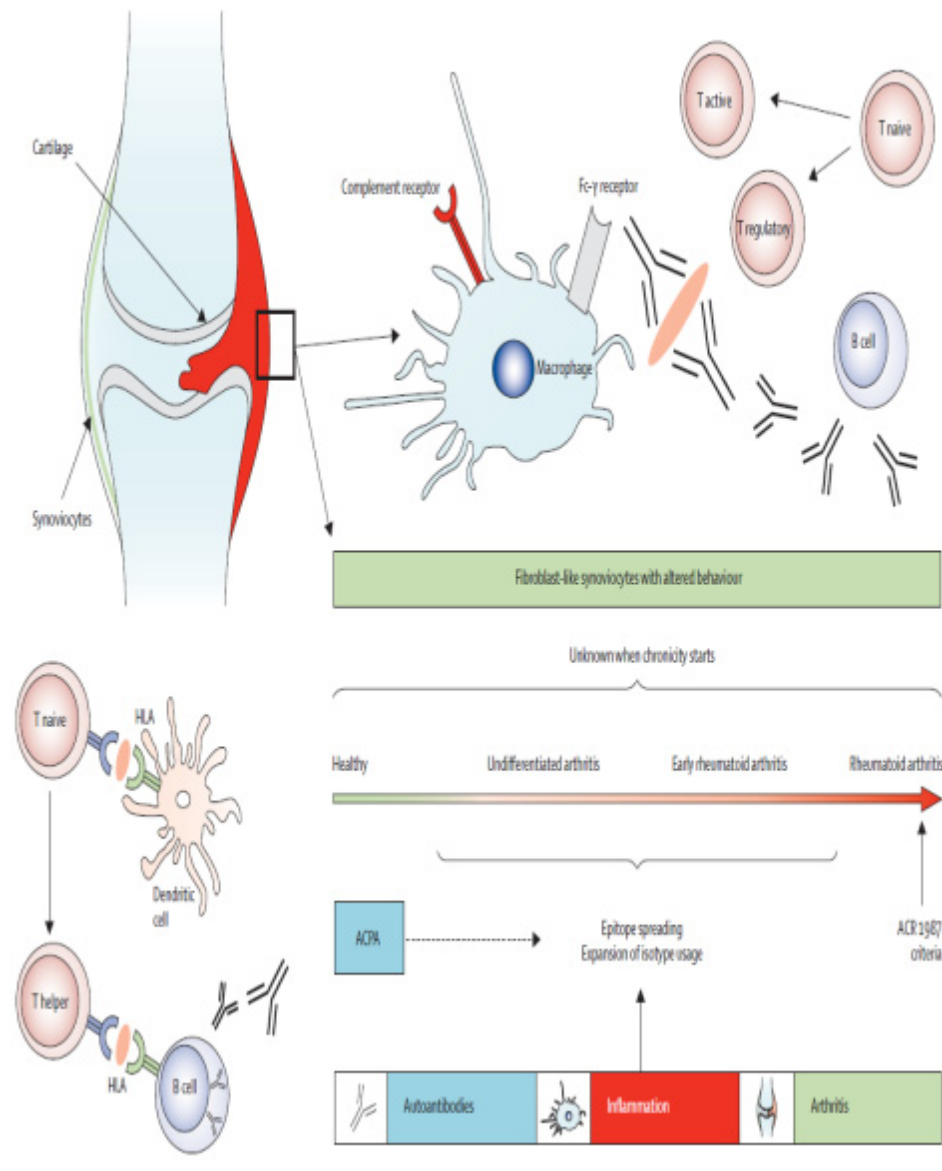 Cartilage
Synoviocytes
Complement receptor
Fc-γ receptor
Macrophage
T active
T naive
T regulatory
B cell
Fibroblast-like synoviocytes with altered behaviour
T naive
HLA
Dendritic
cell
T helper
HLA
B cell
Unknown when chronicity starts
Healthy
Undifferentiated arthritis
Early rheumatoid arthritis
Rheumatoid arthritis
ACPA
Epitope spreading
Expansion of isotype usage
ACR 1987
criteria
Autoantibodies
Inflammation
Arthritis